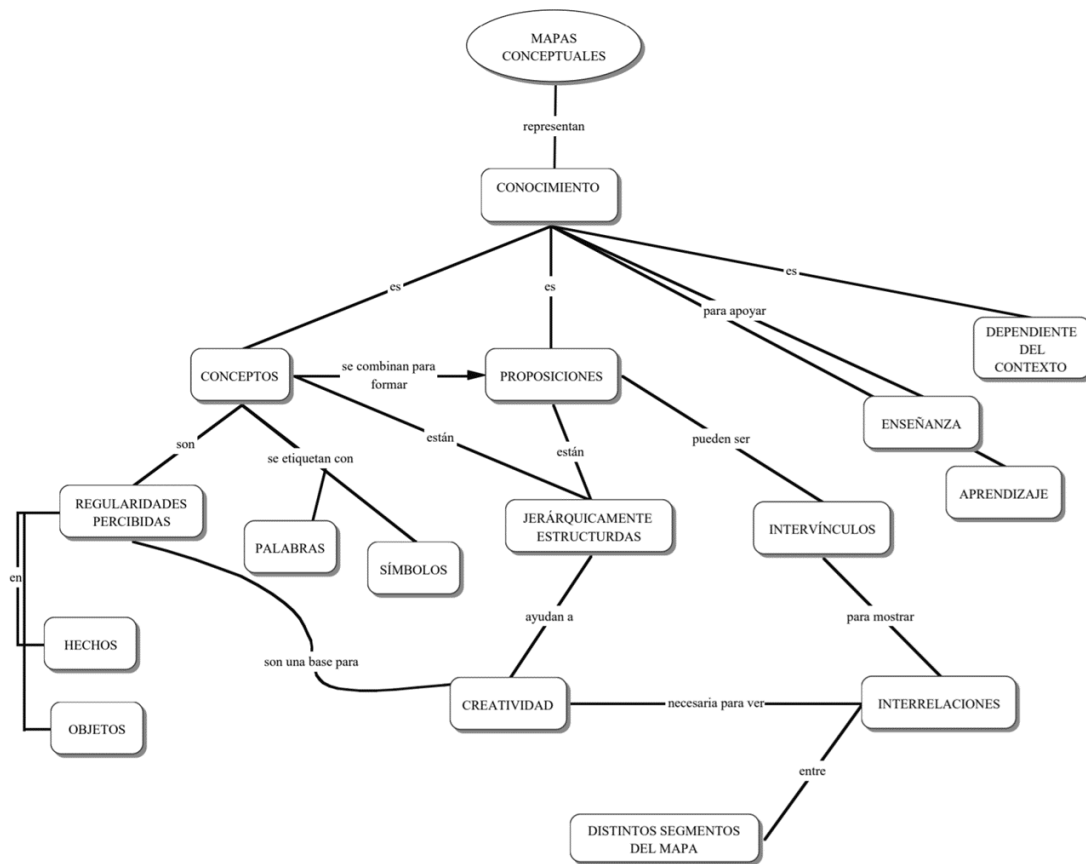 MAPAS
CONCEPTUALES
representan
CONOCIMIENTO
es
es
es
para apoyar
DEPENDIENTE
DEL
CONTEXTO
CONCEPTOS
se combinan para
formar
PROPOSICIONES
ENSEÑANZA
son
se etiquetan con
están
están
pueden ser
APRENDIZAJE
REGULARIDADES
PERCIBIDAS
PALABRAS
SÍMBOLOS
JERÁRQUICAMENTE
ESTRUCTURDAS
INTERVÍNCULOS
en
HECHOS
OBJETOS
son una base para
ayudan a
para mostrar
CREATIVIDAD
necesaria para ver
INTERRELACIONES
entre
DISTINTOS SEGMENTOS
DEL MAPA